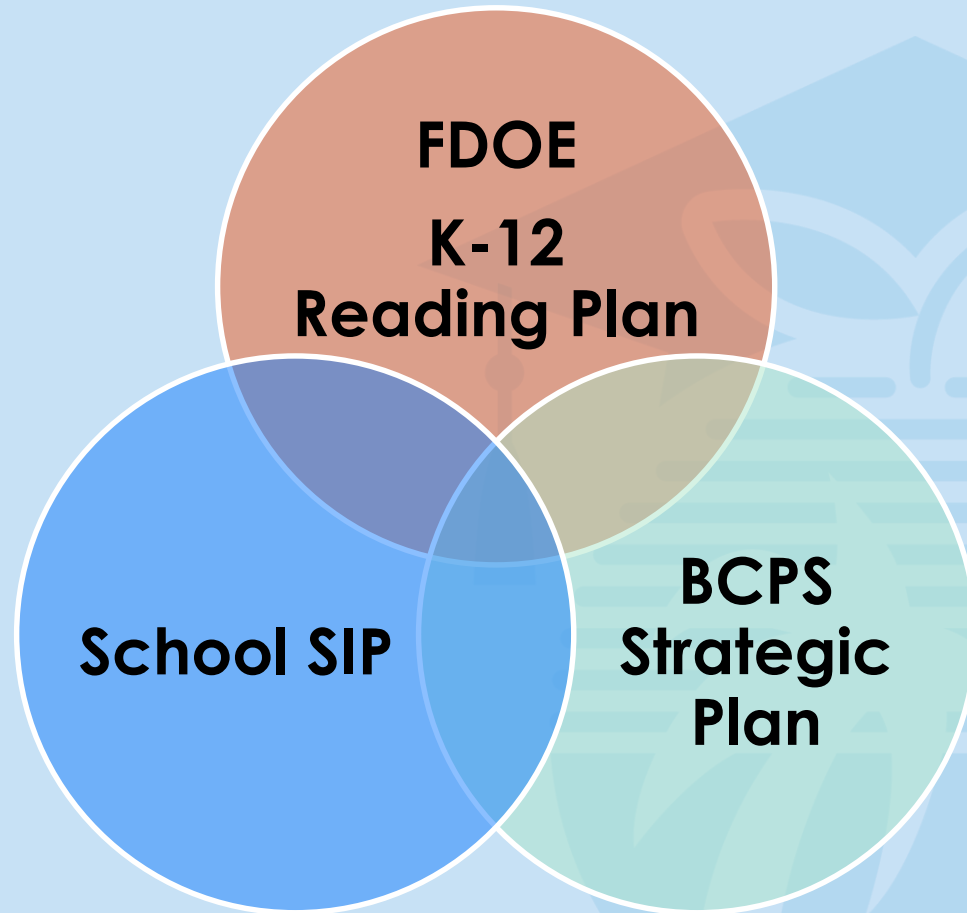 FDOE
K-12
Reading Plan
School SIP
BCPS
Strategic
Plan